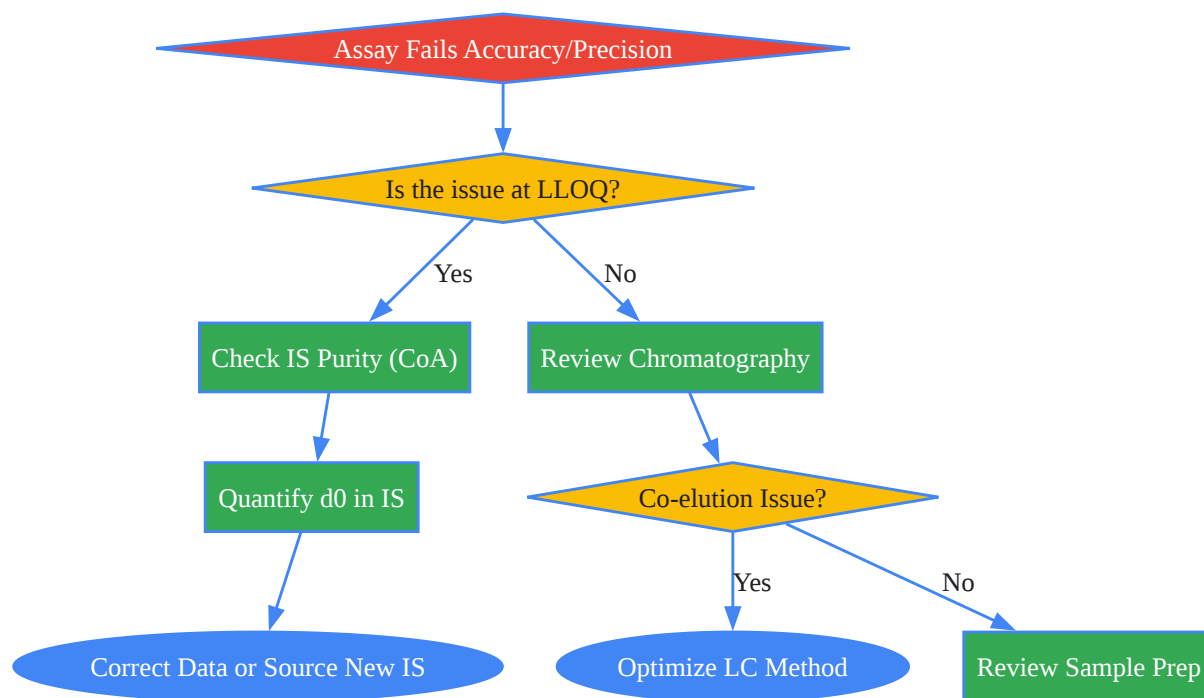 Assay Fails Accuracy/Precision
Is the issue at LLOQ?
Yes
No
Check IS Purity (CoA)
Review Chromatography
Quantify d0 in IS
Co-elution Issue?
Yes
No
Correct Data or Source New IS
Optimize LC Method
Review Sample Prep